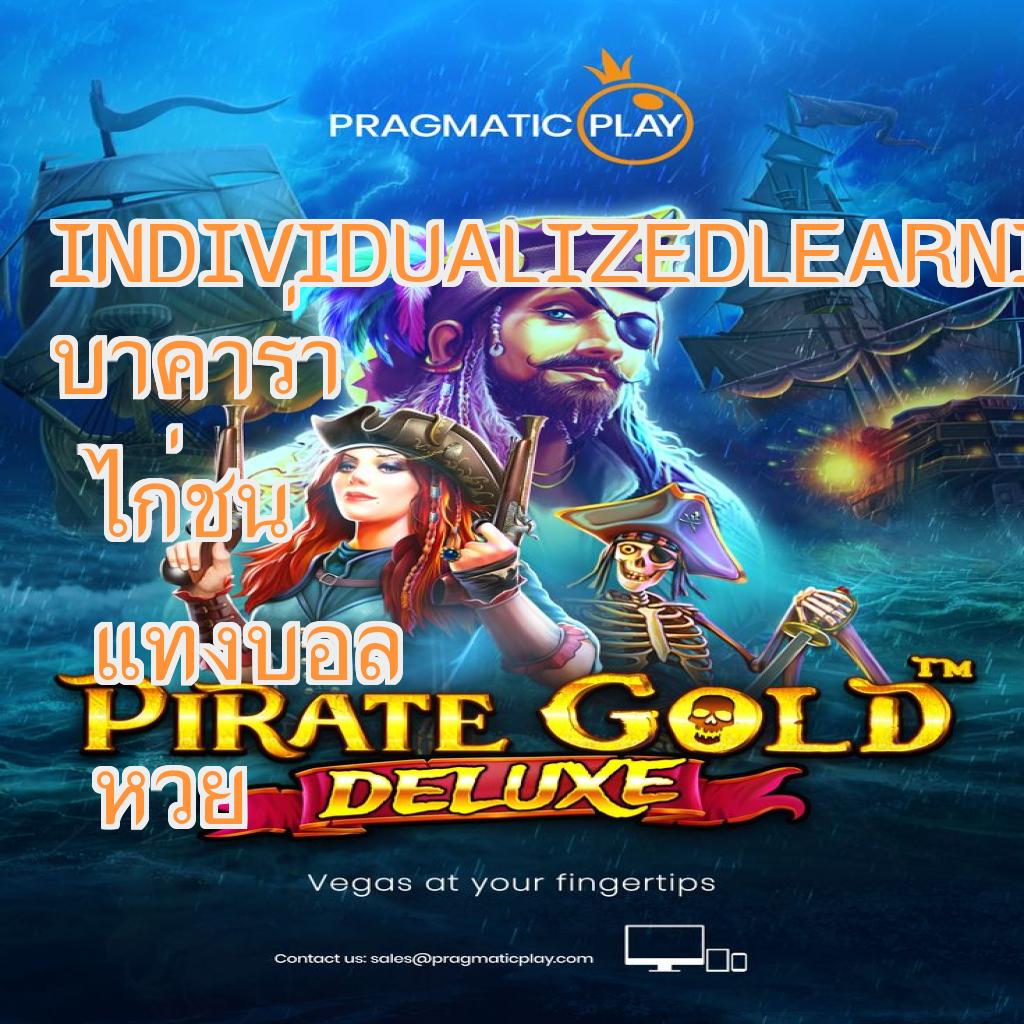 PRAGMATIC PLAY
INDIVIDUALIZEDLEARNI
บาคาร่า
ไก่ชน
แทงบอล
PIRATE GOLD™
DELUXE
หวย
Vegas at your fingertips
Contact us: sales@pragmaticplay.com